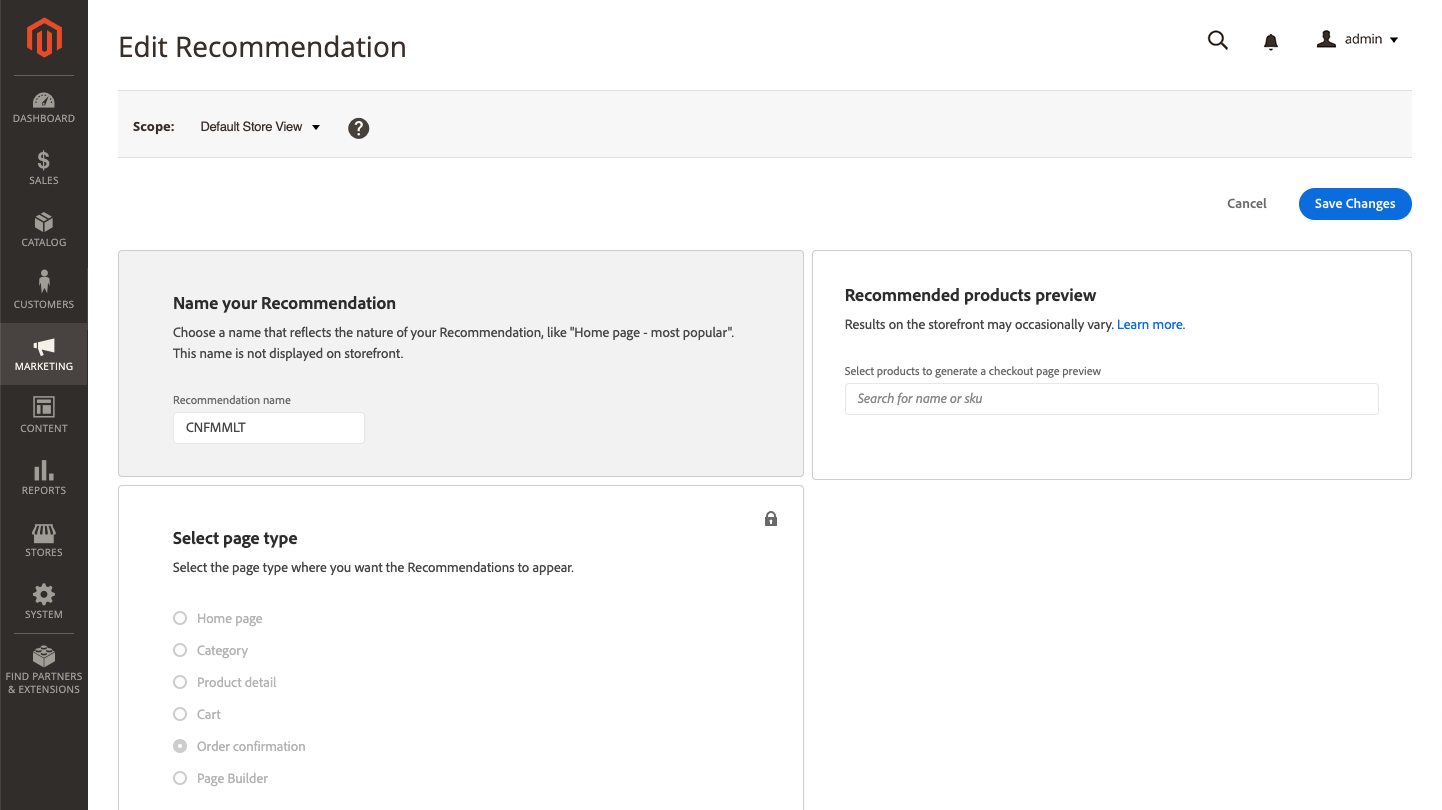 Edit Recommendation
admin
DASHBOARD
SALES
CATALOG
CUSTOMERS
MARKETING
CONTENT
REPORTS
STORES
SYSTEM
FIND PARTNERS
& EXTENSIONS
Scope: Default Store View ?
Cancel Save Changes
Name your Recommendation
Choose a name that reflects the nature of your Recommendation, like "Home page - most popular".
This name is not displayed on storefront.
Recommendation name
CNFMMLT
Recommended products preview
Results on the storefront may occasionally vary. Learn more.
Select products to generate a checkout page preview
Search for name or sku
Select page type
Select the page type where you want the Recommendations to appear.
Home page
Category
Product detail
Cart
Order confirmation
Page Builder